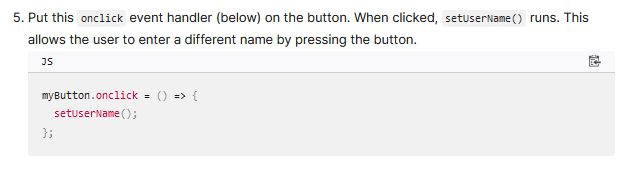 5. Put this onclick event handler (below) on the button. When clicked, setUserName() runs. This
allows the user to enter a different name by pressing the button.
JS
myButton.onclick = () => {
  setUserName();
};